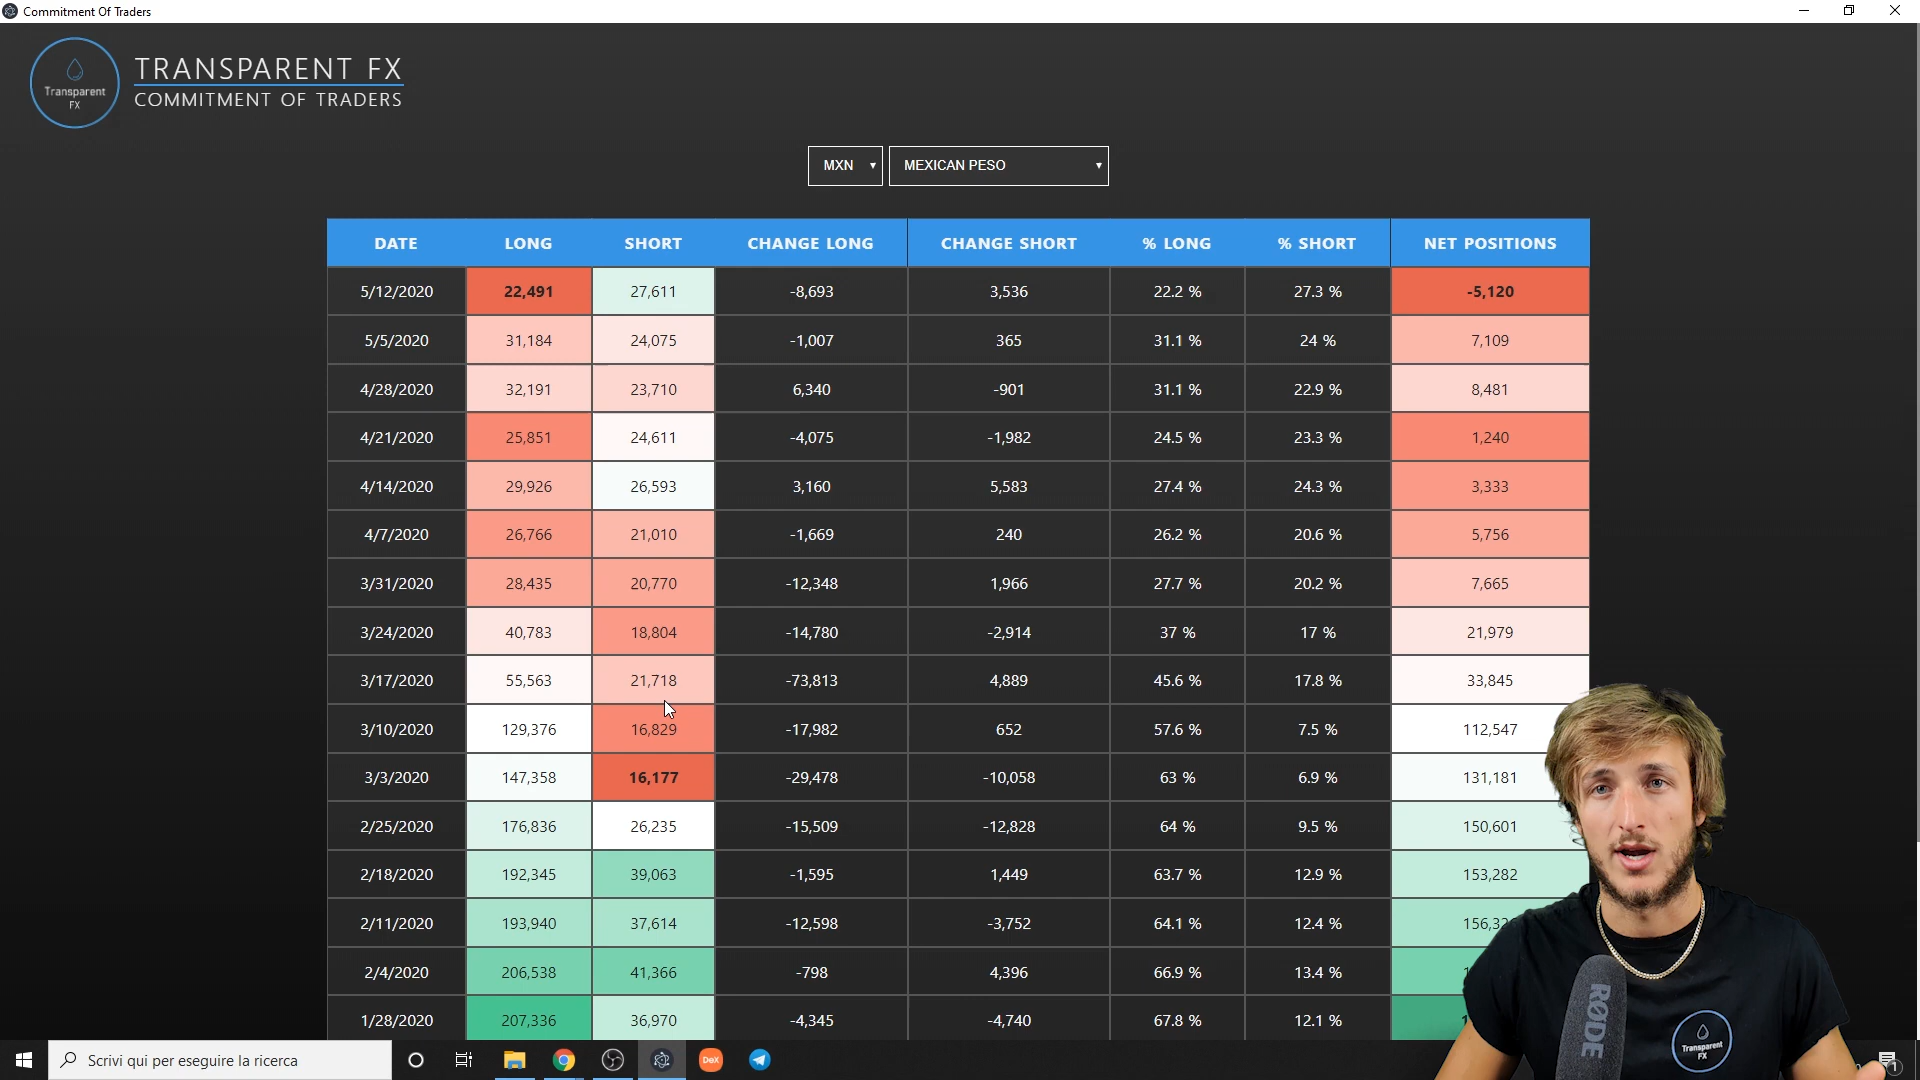 Commitment Of Traders
Transparent FX
TRANSPARENT FX
COMMITMENT OF TRADERS
MXN MEXICAN PESO
DATE LONG SHORT CHANGE LONG CHANGE SHORT % LONG % SHORT NET POSITIONS
5/12/2020 22,491 27,611 -8,693 3,536 22.2 % 27.3 % -5,120
5/5/2020 31,184 24,075 -1,007 365 31.1 % 24 % 7,109
4/28/2020 32,191 23,710 6,340 -901 31.1 % 22.9 % 8,481
4/21/2020 25,851 24,611 -4,075 -1,982 24.5 % 23.3 % 1,240
4/14/2020 29,926 26,593 3,160 5,583 27.4 % 24.3 % 3,333
4/7/2020 26,766 21,010 -1,669 240 26.2 % 20.6 % 5,756
3/31/2020 28,435 20,770 -12,348 1,966 27.7 % 20.2 % 7,665
3/24/2020 40,783 18,804 -14,780 -2,914 37 % 17 % 21,979
3/17/2020 55,563 21,718 -73,813 4,889 45.6 % 17.8 % 33,845
3/10/2020 129,376 16,829 -17,982 652 57.6 % 7.5 % 112,547
3/3/2020 147,358 16,177 -29,478 -10,058 63 % 6.9 % 131,181
2/25/2020 176,836 26,235 -15,509 -12,828 64 % 9.5 % 150,601
2/18/2020 192,345 39,063 -1,595 1,449 63.7 % 12.9 % 153,282
2/11/2020 193,940 37,614 -12,598 -3,752 64.1 % 12.4 %
2/4/2020 206,538 41,366 -798 4,396 66.9 % 13.4 %
1/28/2020 207,336 36,970 -4,345 -4,740 67.8 % 12.1 %
RØDE
Transparent FX
Scrivi qui per eseguire la ricerca
DeX
1